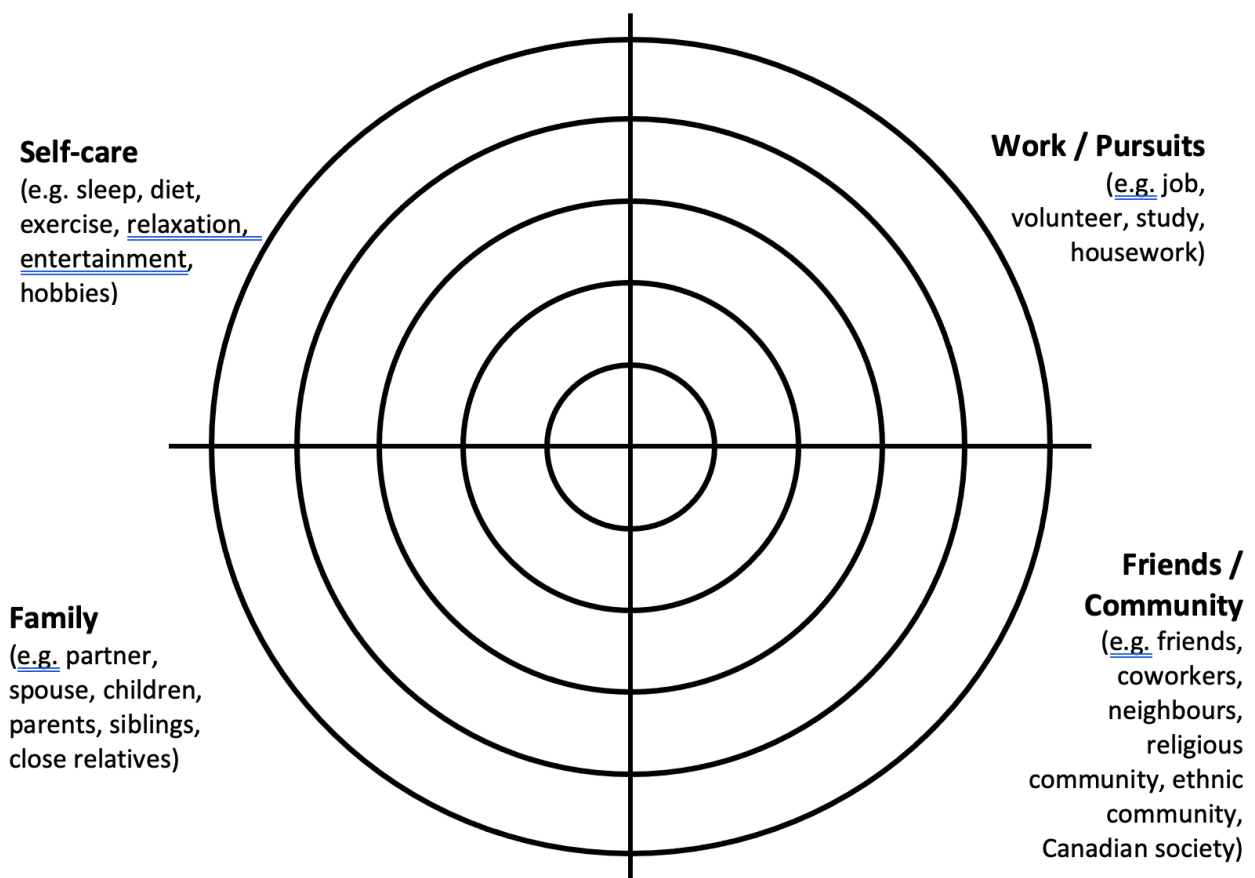 Self-care
(e.g. sleep, diet,
exercise, relaxation,
entertainment,
hobbies)
Work / Pursuits
(e.g. job,
volunteer, study,
housework)
Family
(e.g. partner,
spouse, children,
parents, siblings,
close relatives)
Friends /
Community
(e.g. friends,
coworkers,
neighbours,
religious
community, ethnic
community,
Canadian society)